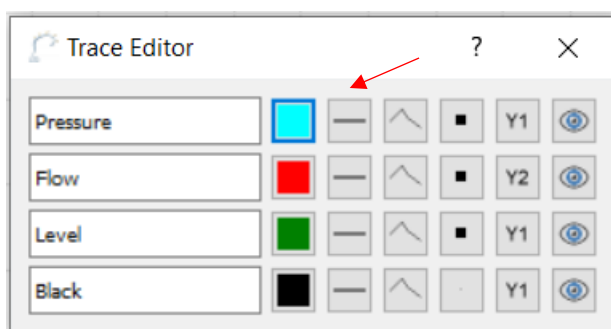 Trace Editor ?
Pressure Y1
Flow Y2
Level Y1
Black Y1